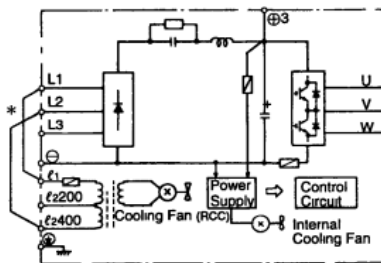 ⊕3
L1
L2
L3
*
U
V
W
⊖
+
ℓ1
ℓ2200
ℓ2400
Cooling Fan (RCC)
Power
Supply
Control
Circuit
Internal
Cooling Fan